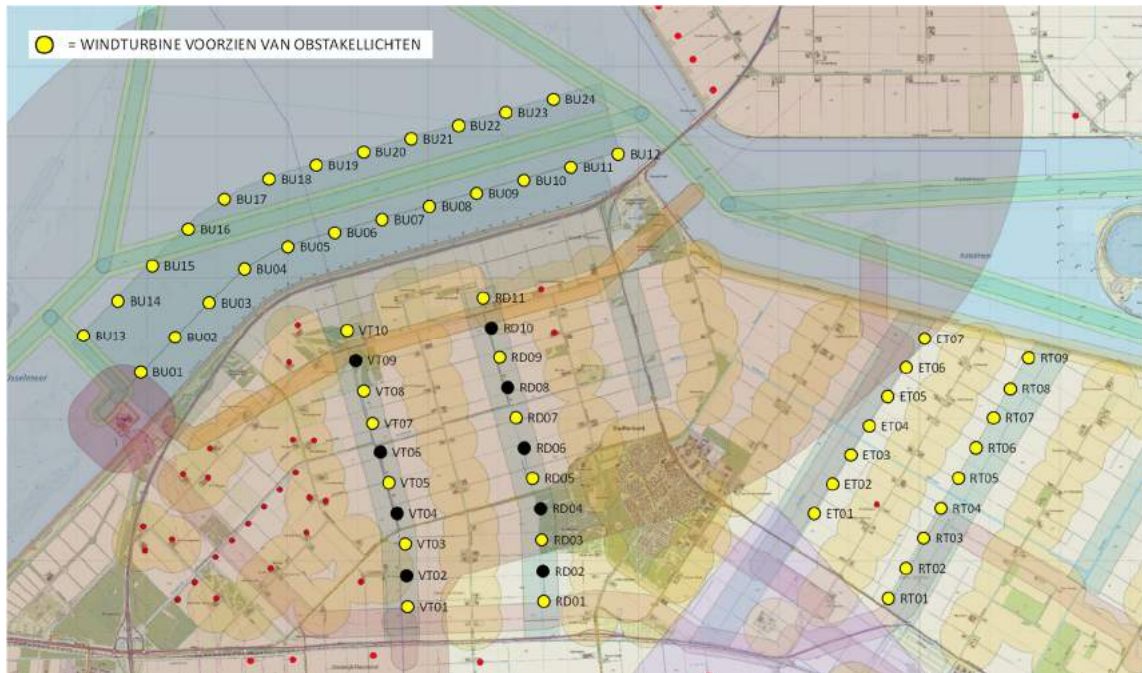 = WINDTURBINE VOORZIEN VAN OBSTAKELLICHTEN
BU24
BU23
BU22
BU21
BU20
BU19
BU18
BU17
BU16
BU15
BU14
BU13
BU12
BU11
BU10
BU09
BU08
BU07
BU06
BU05
BU04
BU03
BU02
BU01
IJsselmeer
VT10
VT09
VT08
VT07
VT06
VT05
VT04
VT03
VT02
VT01
RD11
RD10
RD09
RD08
RD07
RD06
RD05
RD04
RD03
RD02
RD01
ET07
ET06
ET05
ET04
ET03
ET02
ET01
RT09
RT08
RT07
RT06
RT05
RT04
RT03
RT02
RT01